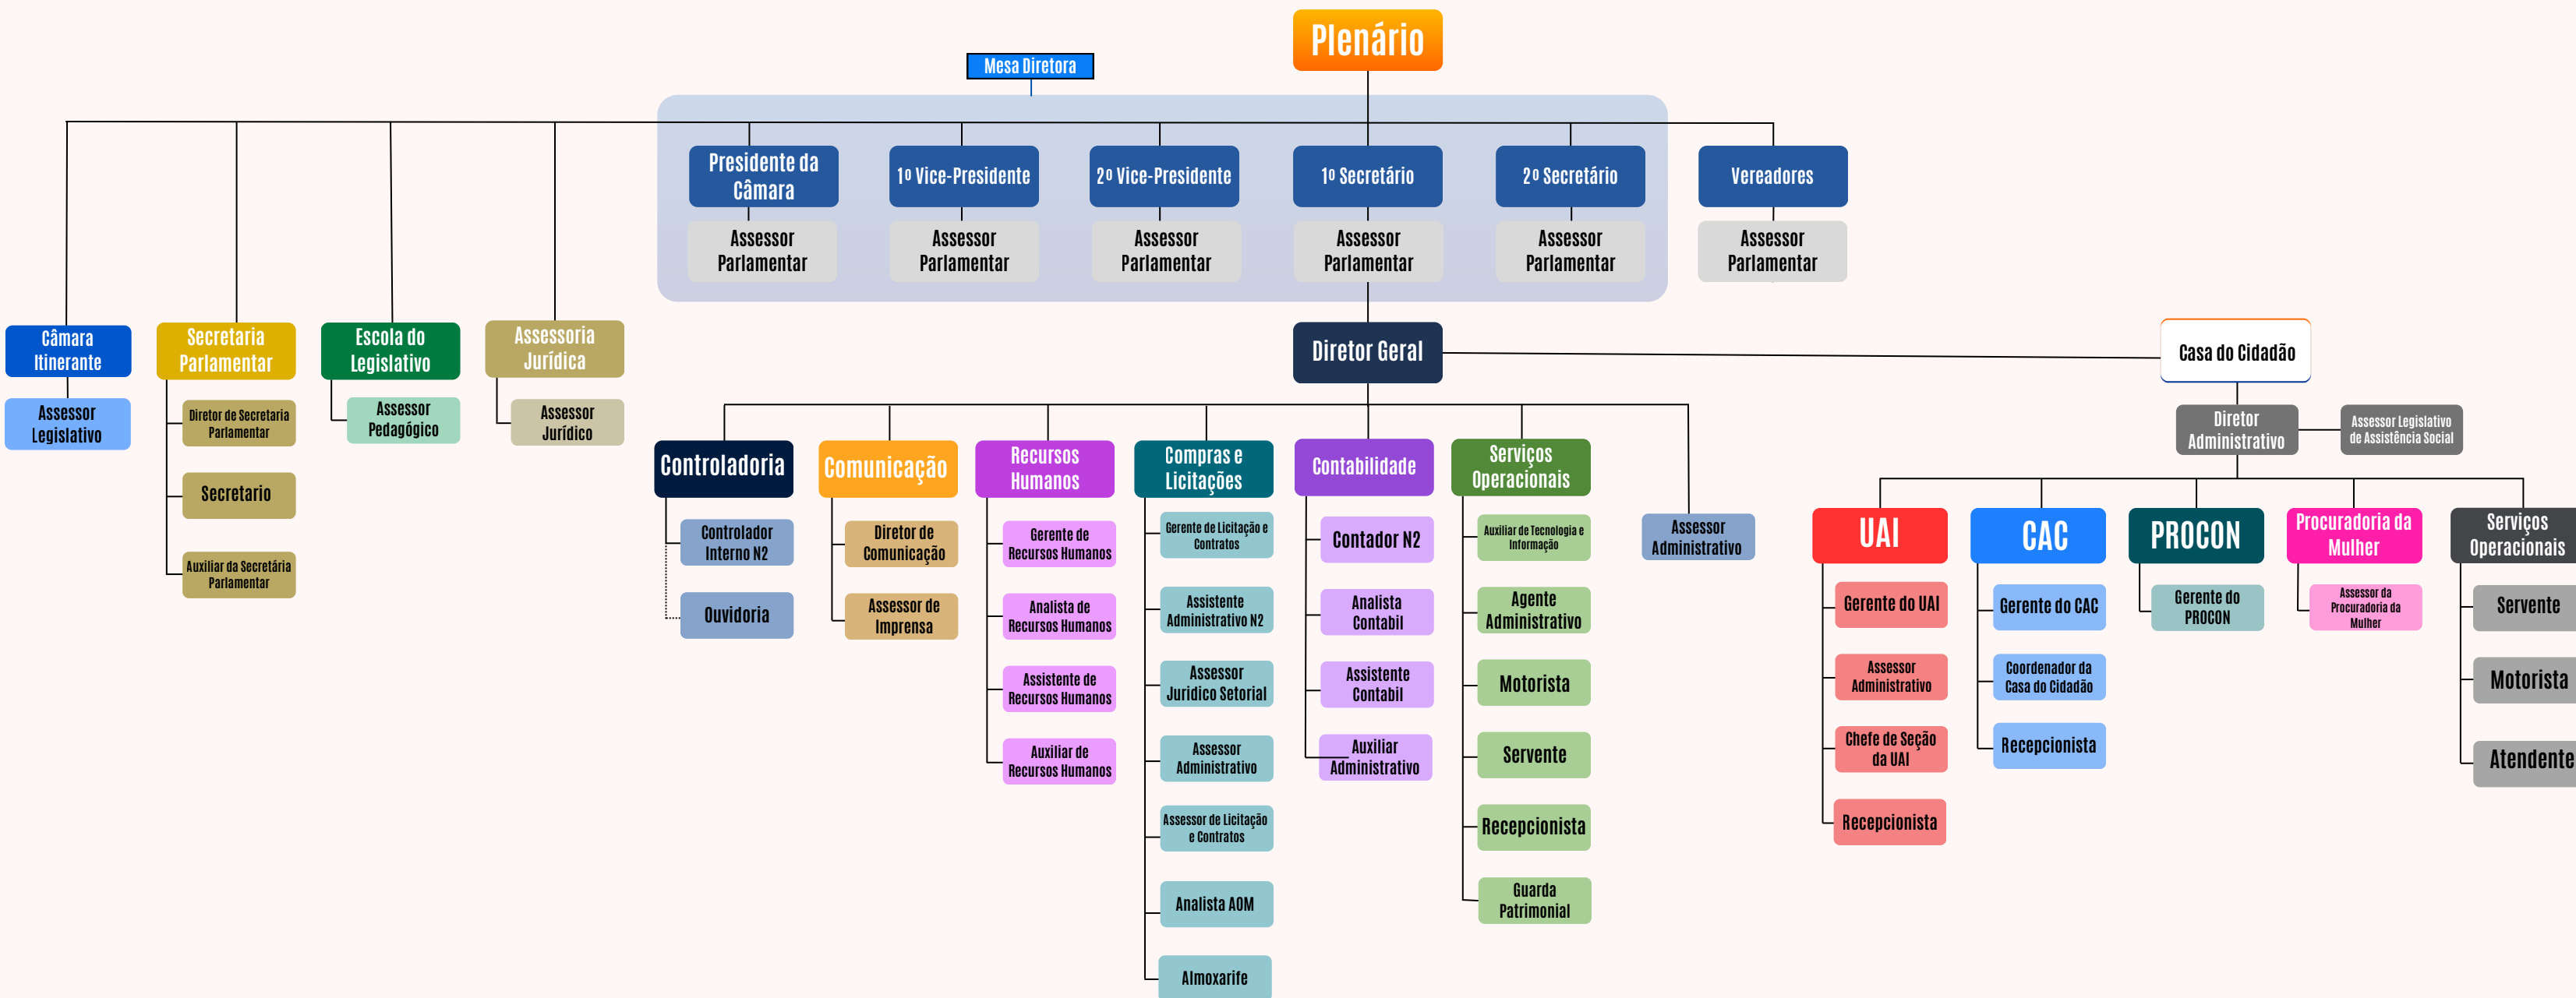 Plenário
Mesa Diretora
Presidente da
Câmara
1º Vice-Presidente
2º Vice-Presidente
1º Secretário
2º Secretário
Vereadores
Assessor
Parlamentar
Assessor
Parlamentar
Assessor
Parlamentar
Assessor
Parlamentar
Assessor
Parlamentar
Assessor
Parlamentar
Câmara
Itinerante
Assessor
Legislativo
Secretaria
Parlamentar
Diretor de Secretaria
Parlamentar
Secretario
Auxiliar da Secretária
Parlamentar
Escola do
Legislativo
Assessor
Pedagógico
Assessoria
Jurídica
Assessor
Jurídico
Diretor Geral
Casa do Cidadão
Diretor
Administrativo
Assessor Legislativo
de Assistência Social
Controladoria
Controlador
Interno N2
Ouvidoria
Comunicação
Diretor de
Comunicação
Assessor de
Imprensa
Recursos
Humanos
Gerente de
Recursos Humanos
Analista de
Recursos Humanos
Assistente de
Recursos Humanos
Auxiliar de
Recursos Humanos
Compras e
Licitações
Gerente de Licitação e
Contratos
Assistente
Administrativo N2
Assessor
Juridico Setorial
Assessor
Administrativo
Assessor de Licitação
e Contratos
Analista AOM
Almoxarife
Contabilidade
Contador N2
Analista
Contabil
Assistente
Contabil
Auxiliar
Administrativo
Serviços
Operacionais
Auxiliar de Tecnologia e
Informação
Agente
Administrativo
Motorista
Servente
Recepcionista
Guarda
Patrimonial
Assessor
Administrativo
UAI
Gerente do UAI
Assessor
Administrativo
Chefe de Seção
da UAI
Recepcionista
CAC
Gerente do CAC
Coordenador da
Casa do Cidadão
Recepcionista
PROCON
Gerente do
PROCON
Procuradoria da
Mulher
Assessor da
Procuradoria da
Mulher
Serviços
Operacionais
Servente
Motorista
Atendente